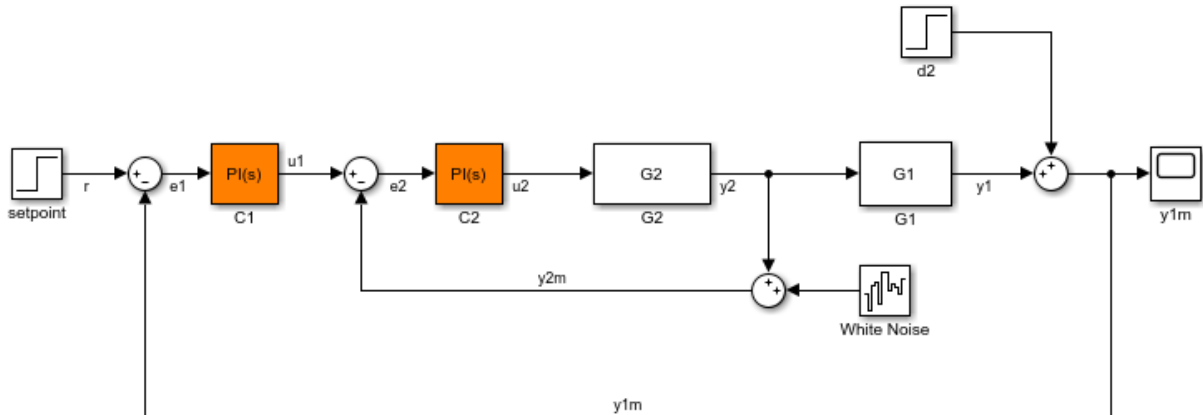 d2
+
-
PI(s)
u1
+
-
PI(s)
G2
G1
+
+
r
e1
e2
u2
y2
y1
setpoint
C1
C2
G2
G1
y1m
y2m
+
+
White Noise
y1m